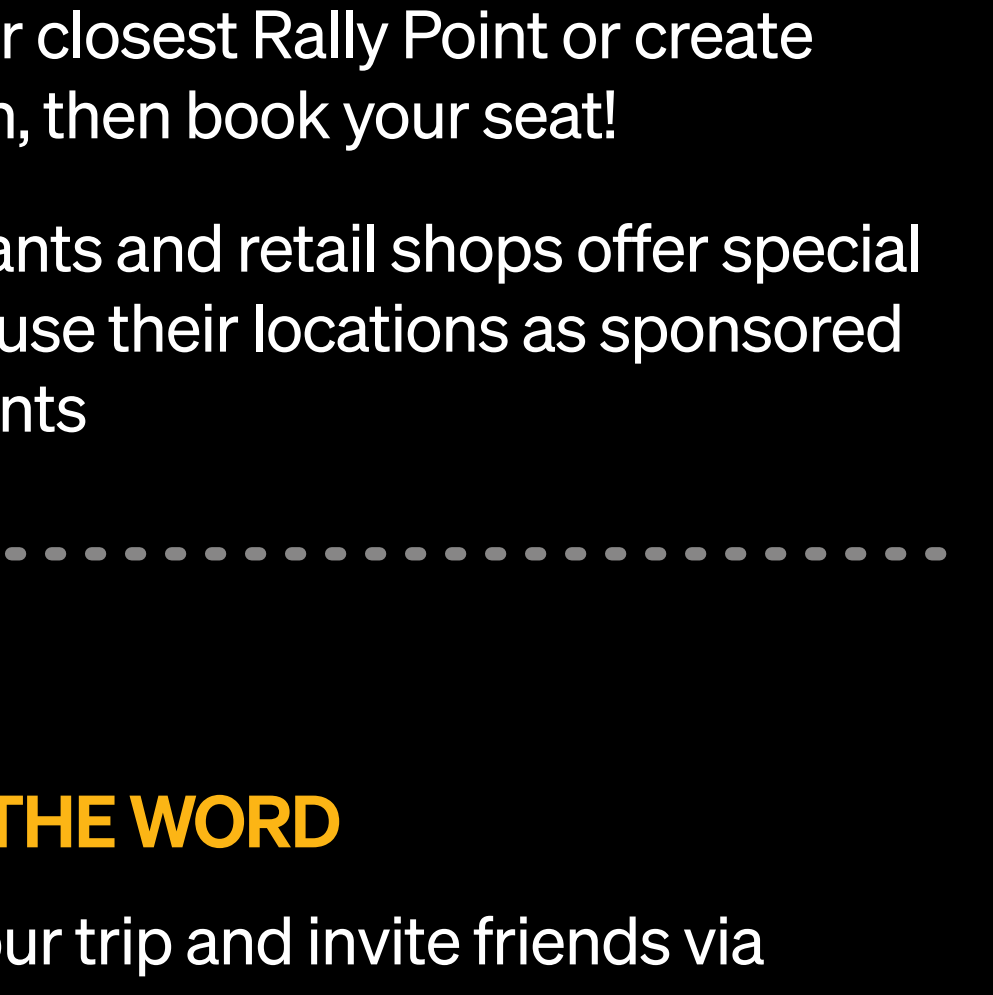 r closest Rally Point or create
n, then book your seat!
ants and retail shops offer special
use their locations as sponsored
nts
THE WORD
our trip and invite friends via